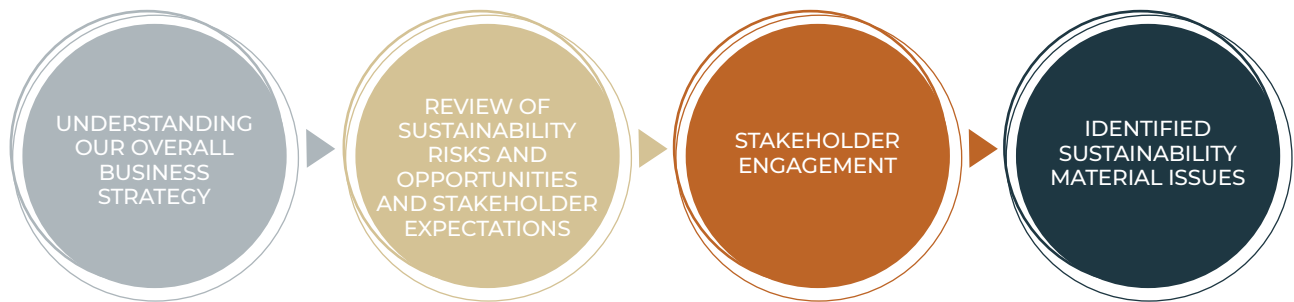 UNDERSTANDING
OUR OVERALL
BUSINESS
STRATEGY
REVIEW OF
SUSTAINABILITY
RISKS AND
OPPORTUNITIES
AND STAKEHOLDER
EXPECTATIONS
STAKEHOLDER
ENGAGEMENT
IDENTIFIED
SUSTAINABILITY
MATERIAL ISSUES